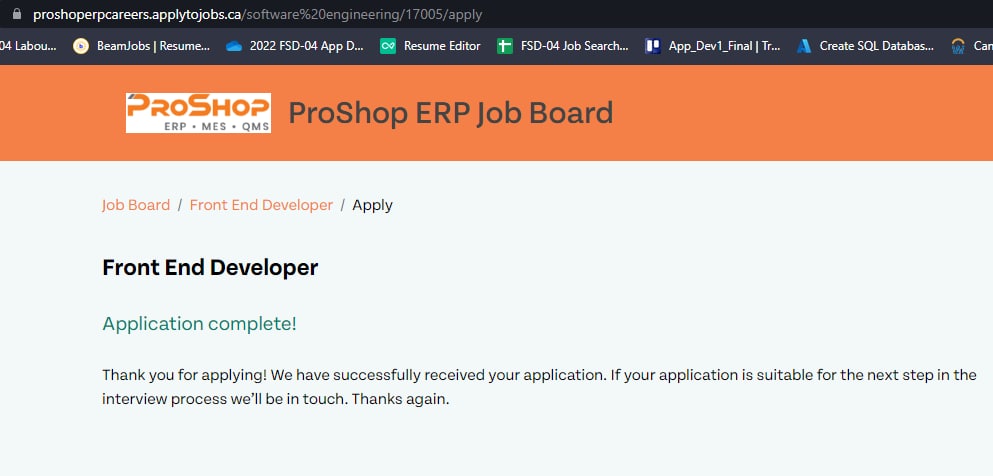 proshoperpcareers.applytojobs.ca/software%20engineering/17005/apply
04 Labou... BeamJobs | Resume... 2022 FSD-04 App D... Resume Editor FSD-04 Job Search... App_Dev1_Final | Tr... Create SQL Databas... Can
PROSHOP
ERP • MES • QMS
ProShop ERP Job Board
Job Board / Front End Developer / Apply
Front End Developer
Application complete!
Thank you for applying! We have successfully received your application. If your application is suitable for the next step in the
interview process we’ll be in touch. Thanks again.